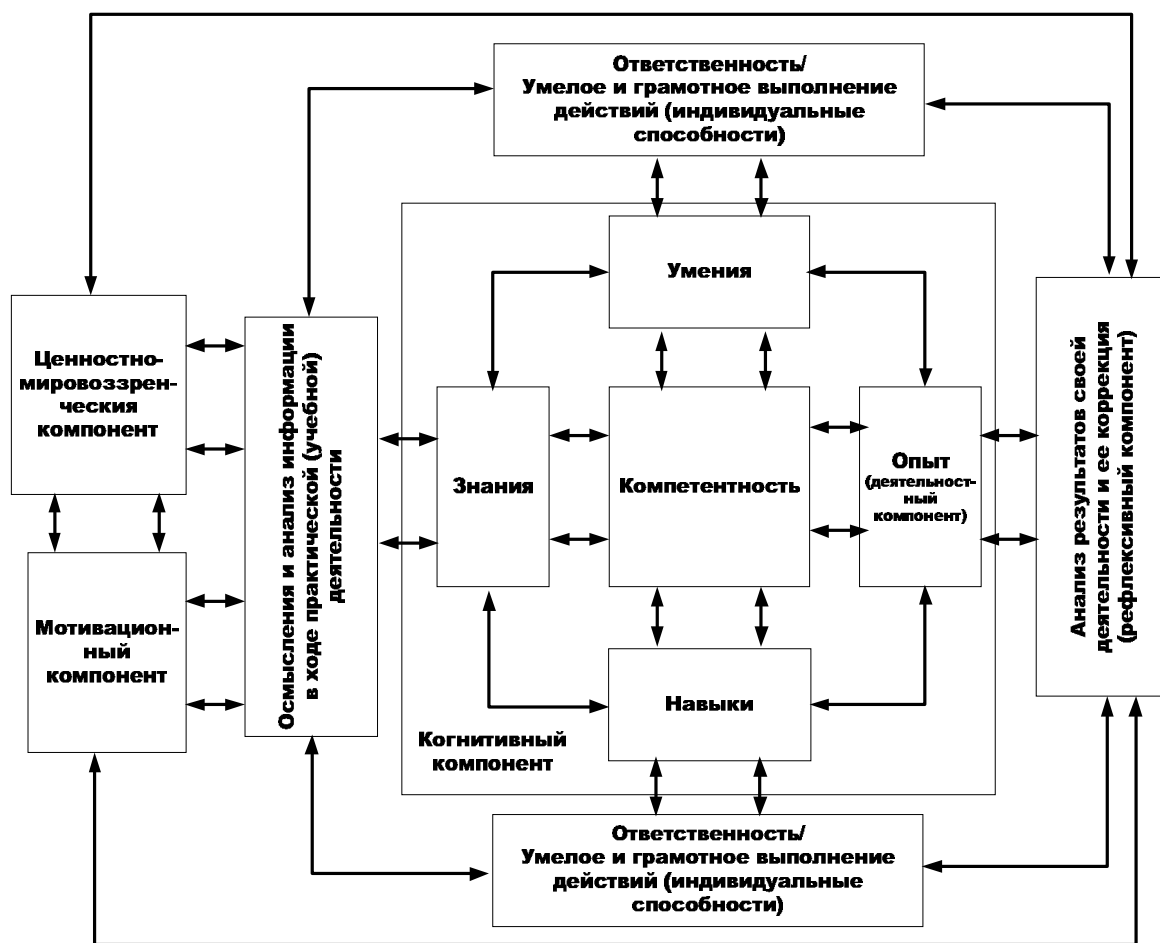 Ответственность/
Умелое и грамотное выполнение
действий (индивидуальные
способности)
Умения
Ценностно-
мировоззрен-
ческия
компонент
Осмысления и анализ информации
в ходе практической (учебной)
деятельности
Знания
Компетентность
Опыт
(деятельност-
ный
компонент)
Анализ результатов своей
деятельности и ее коррекция
(рефлексивный компонент)
Мотивацион-
ный
компонент
Навыки
Когнитивный
компонент
Ответственность/
Умелое и грамотное выполнение
действий (индивидуальные
способности)